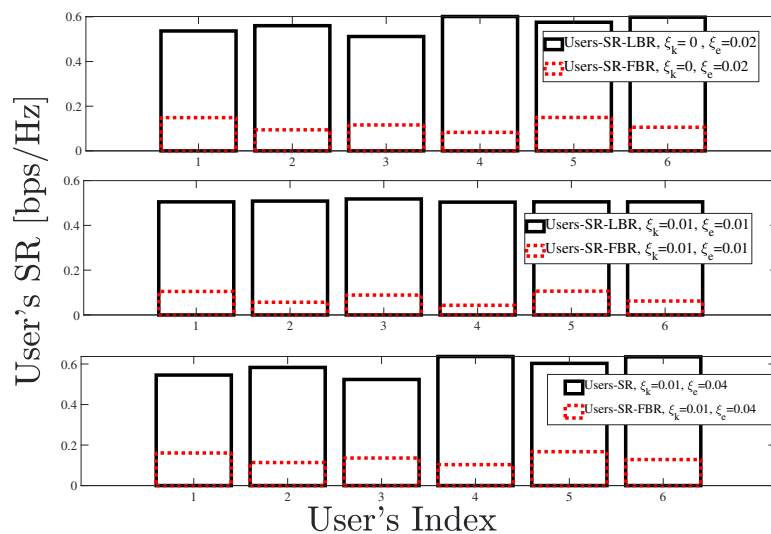 User's SR [bps/Hz]
0.6
0.4
0.2
0
Users-SR-LBR, ξk= 0 , ξe=0.02
Users-SR-FBR, ξk=0, ξe=0.02
1 2 3 4 5 6
0.6
0.4
0.2
0
Users-SR-LBR, ξk=0.01, ξe=0.01
Users-SR-FBR, ξk=0.01, ξe=0.01
1 2 3 4 5 6
0.6
0.4
0.2
0
Users-SR, ξk=0.01, ξe=0.04
Users-SR-FBR, ξk=0.01, ξe=0.04
1 2 3 4 5 6
User's Index